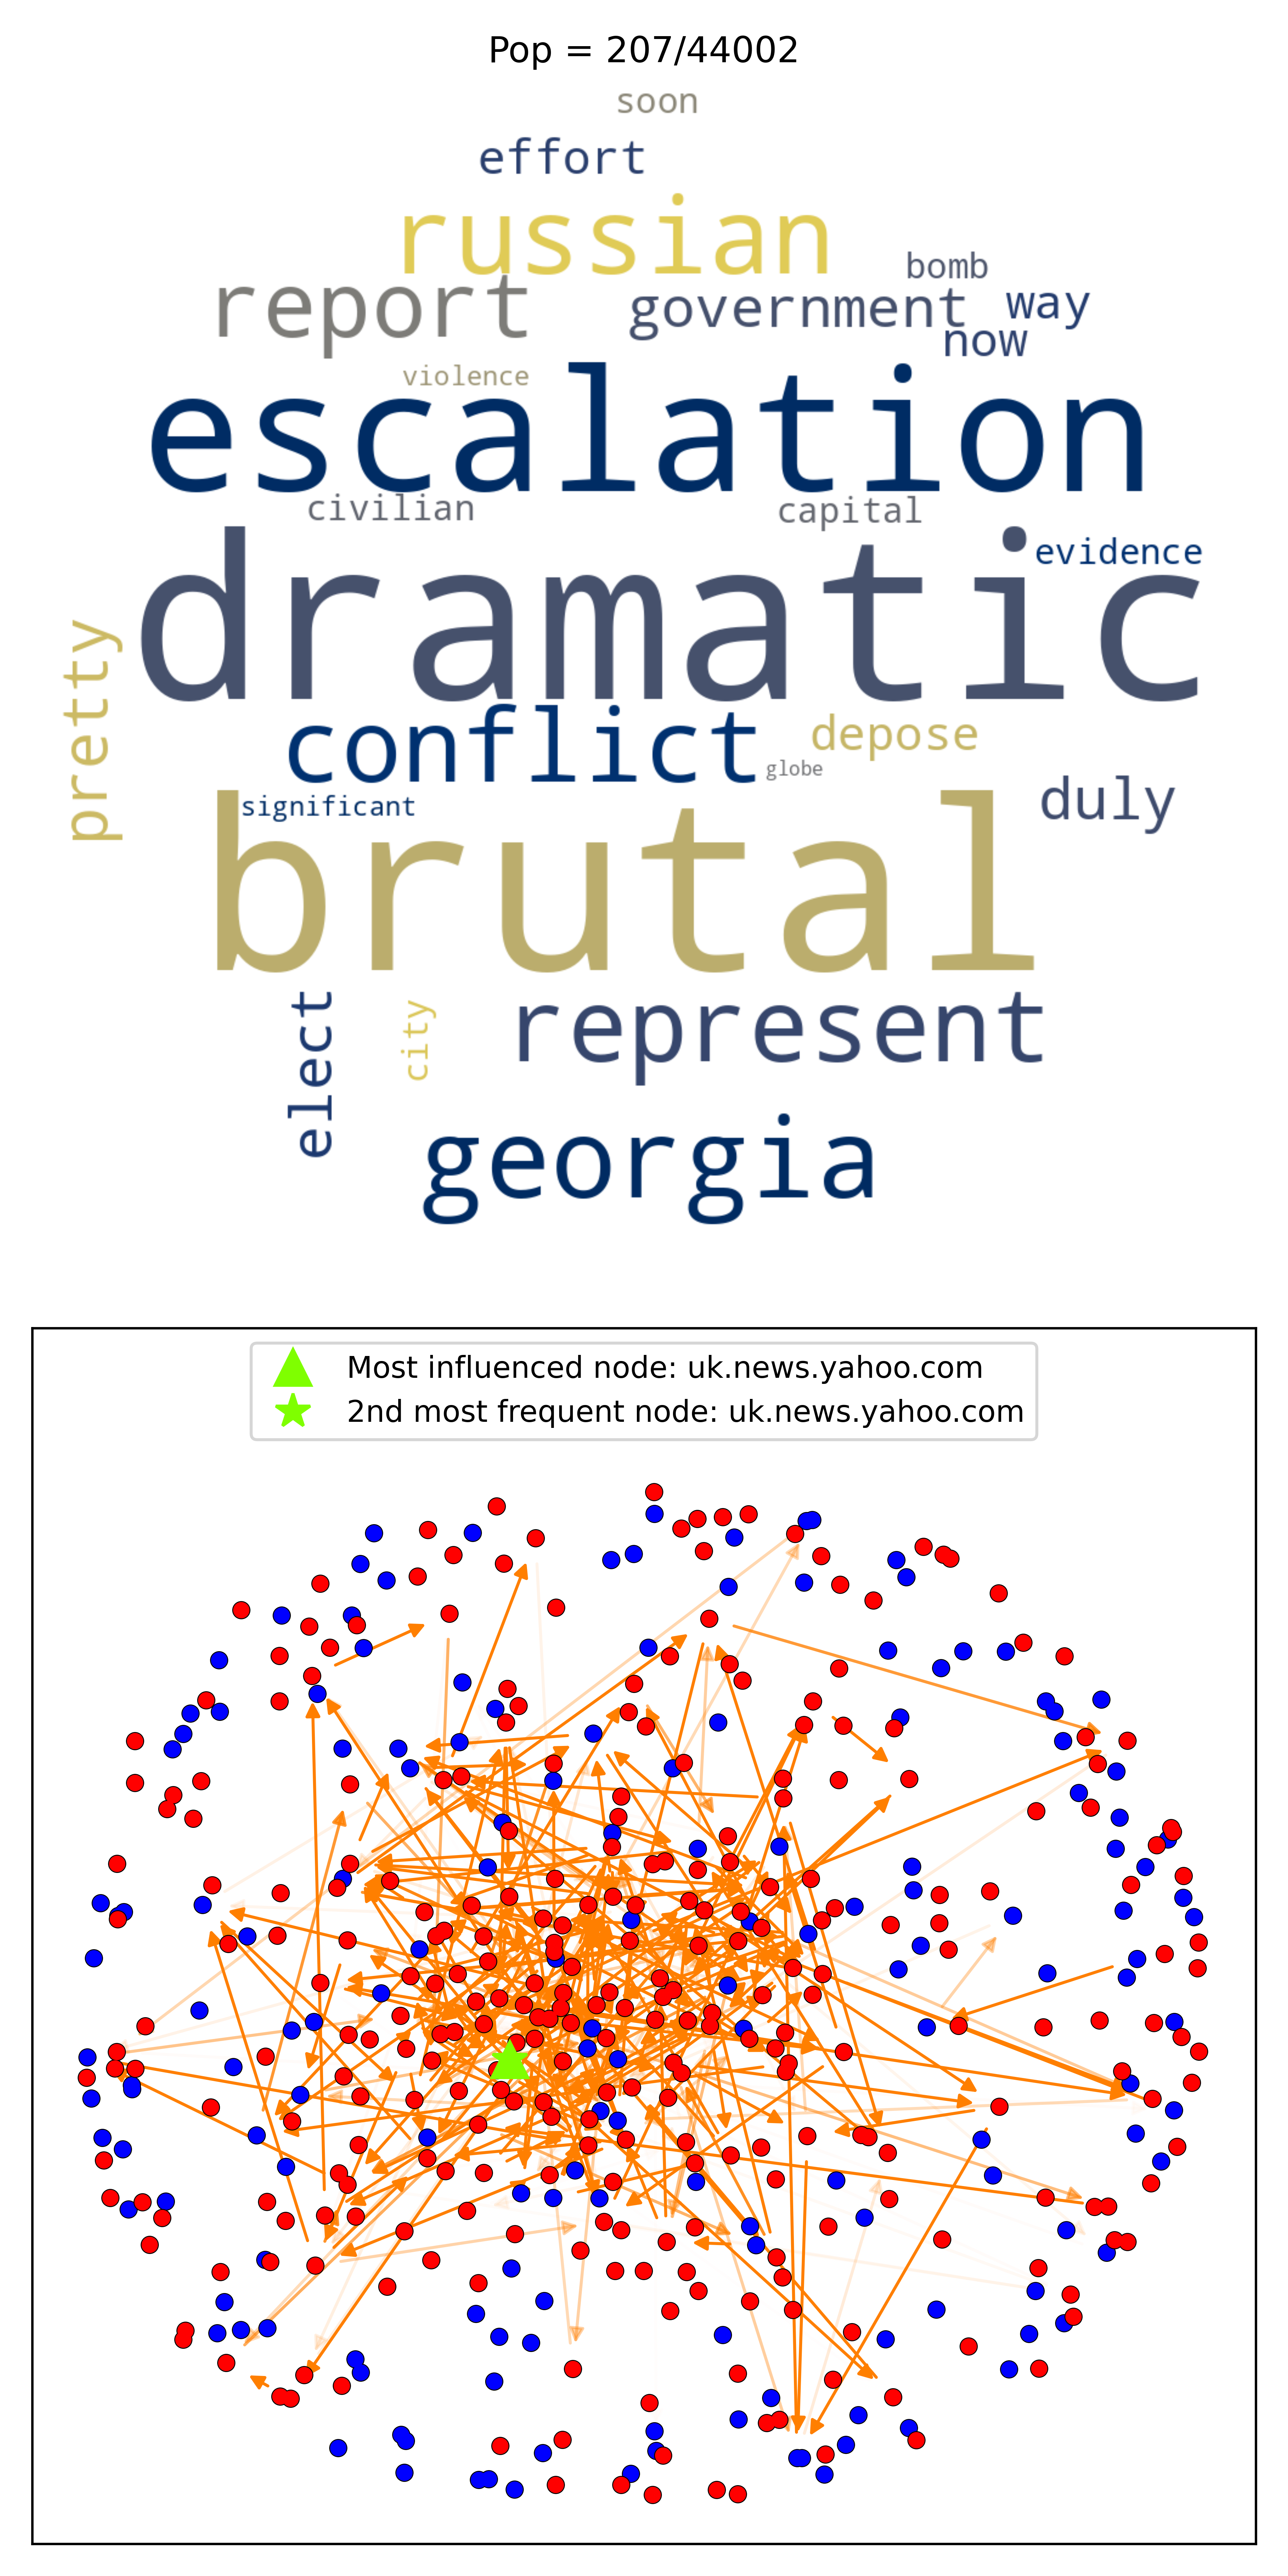 Pop = 207/44002
soon
effort
russian
bomb
report
government
way
now
violence
escalation
civilian
capital
evidence
dramatic
pretty
conflict
depose
globe
significant
duly
brutal
elect
city
represent
georgia
Most influenced node: uk.news.yahoo.com
2nd most frequent node: uk.news.yahoo.com